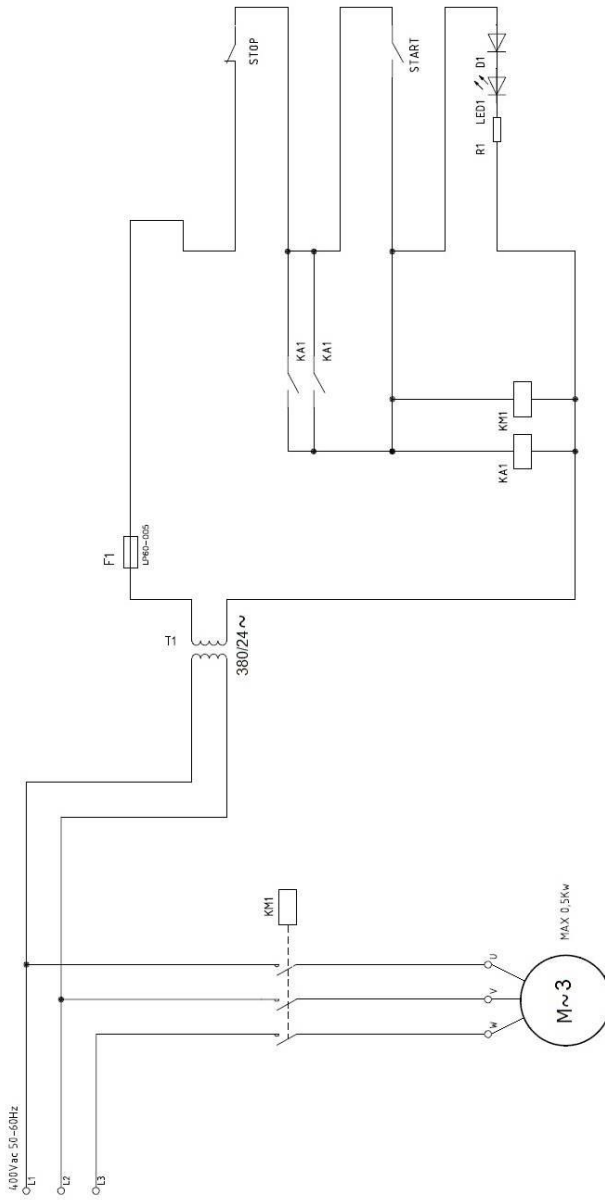 400Vac 50-60Hz
L1
L2
L3
KM1
U
V
W
M~3
MAX 0,5Kw
T1
380/24~
F1
LP60-005
STOP
KA1
KA1
START
KA1
KM1
R1
LED1
D1